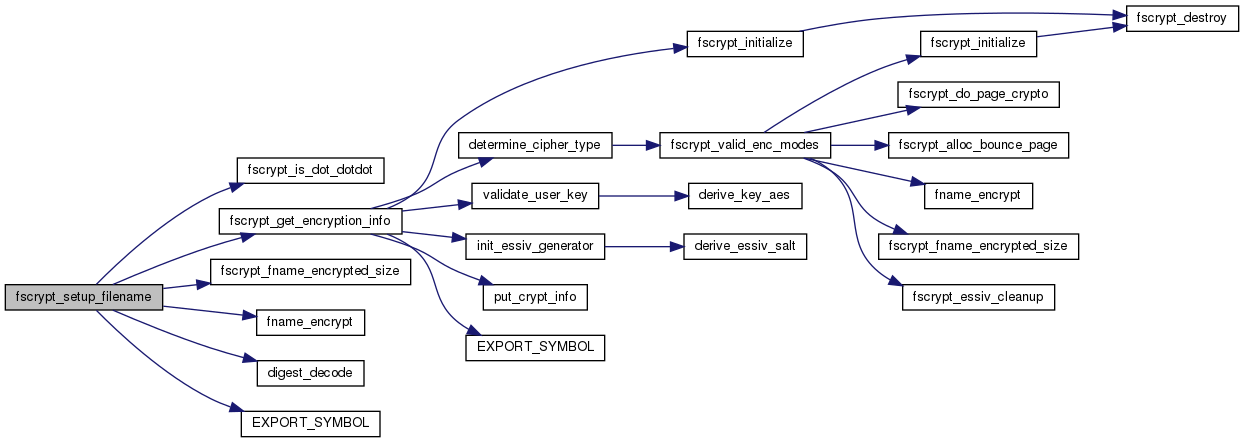 fscrypt_destroy
fscrypt_initialize
fscrypt_initialize
fscrypt_do_page_crypto
determine_cipher_type
fscrypt_valid_enc_modes
fscrypt_alloc_bounce_page
fscrypt_is_dot_dotdot
validate_user_key
derive_key_aes
fname_encrypt
fscrypt_get_encryption_info
init_essiv_generator
derive_essiv_salt
fscrypt_fname_encrypted_size
fscrypt_fname_encrypted_size
fscrypt_setup_filename
put_crypt_info
fscrypt_essiv_cleanup
fname_encrypt
EXPORT_SYMBOL
digest_decode
EXPORT_SYMBOL